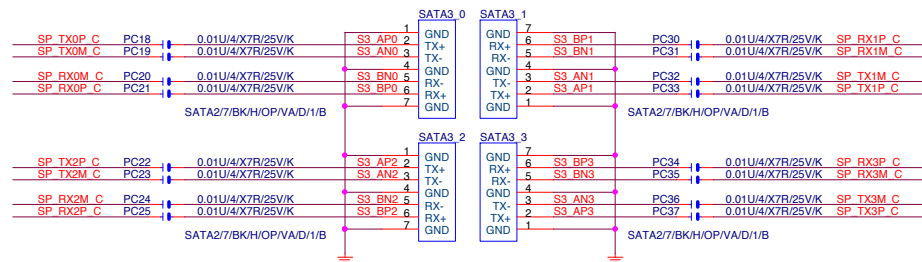 SATA3_0 SATA3_1
1 GND GND 7
SP_TX0P_C PC18 0.01U/4/X7R/25V/K S3_AP0 2 TX+ RX+ 6 S3_BP1 PC30 0.01U/4/X7R/25V/K SP_RX1P_C
SP_TX0M_C PC19 0.01U/4/X7R/25V/K S3_AN0 3 TX- RX- 5 S3_BN1 PC31 0.01U/4/X7R/25V/K SP_RX1M_C
4 GND GND 4
SP_RX0M_C PC20 0.01U/4/X7R/25V/K S3_BN0 5 RX- TX- 3 S3_AN1 PC32 0.01U/4/X7R/25V/K SP_TX1M_C
SP_RX0P_C PC21 0.01U/4/X7R/25V/K S3_BP0 6 RX+ TX+ 2 S3_AP1 PC33 0.01U/4/X7R/25V/K SP_TX1P_C
7 GND GND 1
SATA2/7/BK/H/OP/VA/D/1/B SATA2/7/BK/H/OP/VA/D/1/B
SATA3_2 SATA3_3
1 GND GND 7
SP_TX2P_C PC22 0.01U/4/X7R/25V/K S3_AP2 2 TX+ RX+ 6 S3_BP3 PC34 0.01U/4/X7R/25V/K SP_RX3P_C
SP_TX2M_C PC23 0.01U/4/X7R/25V/K S3_AN2 3 TX- RX- 5 S3_BN3 PC35 0.01U/4/X7R/25V/K SP_RX3M_C
4 GND GND 4
SP_RX2M_C PC24 0.01U/4/X7R/25V/K S3_BN2 5 RX- TX- 3 S3_AN3 PC36 0.01U/4/X7R/25V/K SP_TX3M_C
SP_RX2P_C PC25 0.01U/4/X7R/25V/K S3_BP2 6 RX+ TX+ 2 S3_AP3 PC37 0.01U/4/X7R/25V/K SP_TX3P_C
7 GND GND 1
SATA2/7/BK/H/OP/VA/D/1/B SATA2/7/BK/H/OP/VA/D/1/B